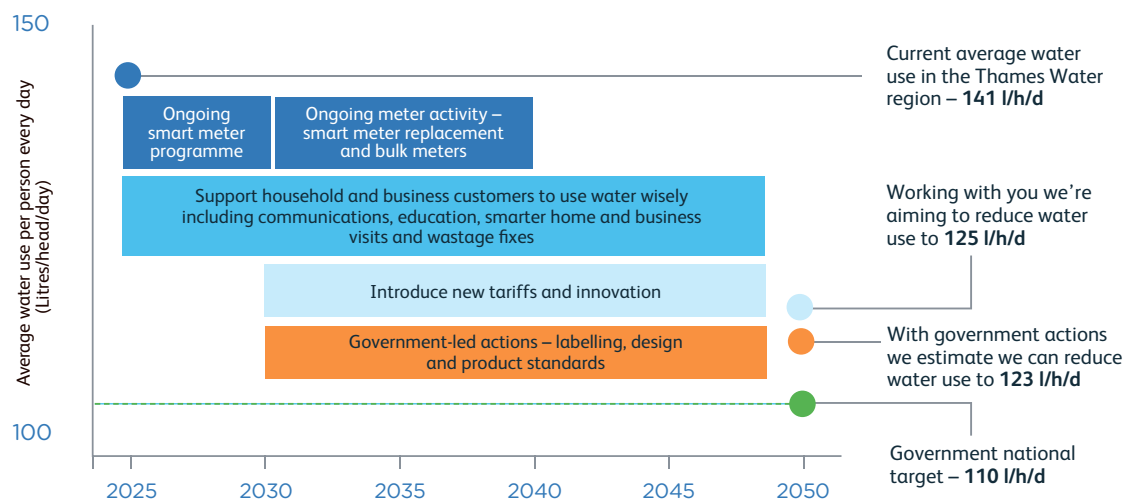 150
Average water use per person every day
(Litres/head/day)
100
Current average water
use in the Thames Water
region – 141 l/h/d
Ongoing
smart meter
programme
Ongoing meter activity –
smart meter replacement
and bulk meters
Support household and business customers to use water wisely
including communications, education, smarter home and business
visits and wastage fixes
Working with you we’re
aiming to reduce water
use to 125 l/h/d
Introduce new tariffs and innovation
Government-led actions – labelling, design
and product standards
With government actions
we estimate we can reduce
water use to 123 l/h/d
Government national
target – 110 l/h/d
2025
2030
2035
2040
2045
2050